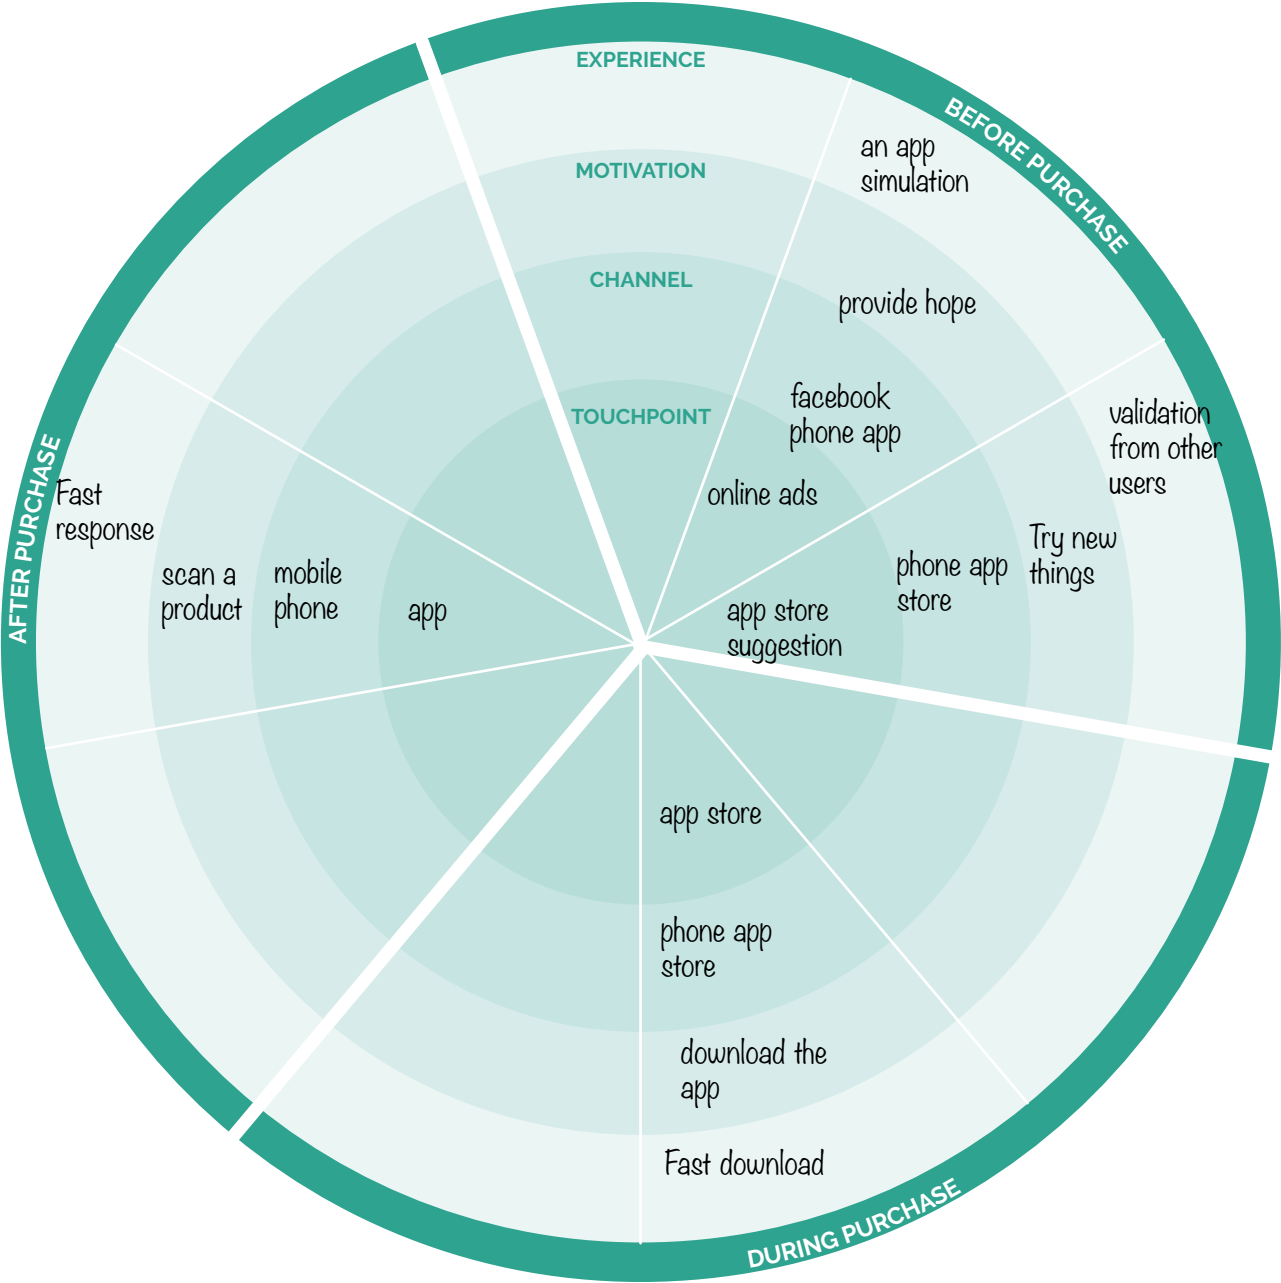 EXPERIENCE
MOTIVATION
CHANNEL
TOUCHPOINT
BEFORE PURCHASE
an app
simulation
provide hope
facebook
phone app
online ads
validation
from other
users
Try new
things
phone app
store
app store
suggestion
DURING PURCHASE
app store
phone app
store
download the
app
Fast download
AFTER PURCHASE
Fast
response
scan a
product
mobile
phone
app